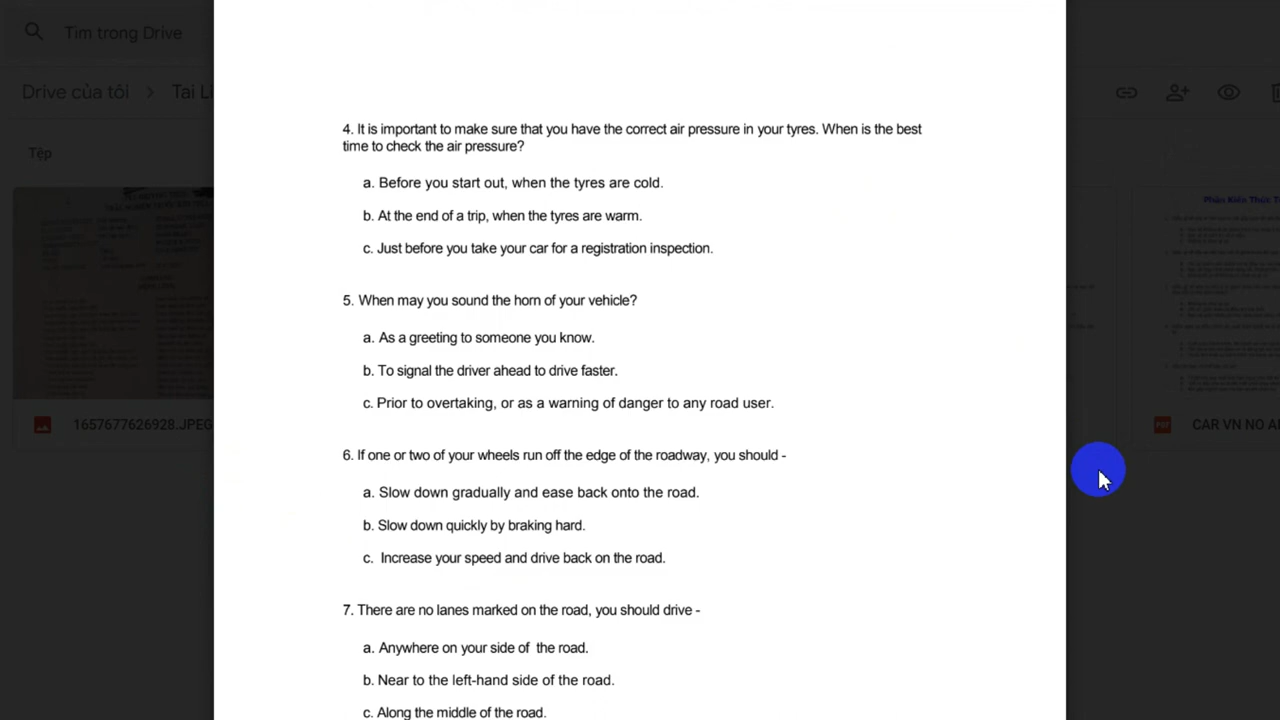 Tìm trong Drive
Drive của tôi > Tai Li
Tệp
4. It is important to make sure that you have the correct air pressure in your tyres. When is the best
time to check the air pressure?
a. Before you start out, when the tyres are cold.
b. At the end of a trip, when the tyres are warm.
c. Just before you take your car for a registration inspection.
5. When may you sound the horn of your vehicle?
a. As a greeting to someone you know.
b. To signal the driver ahead to drive faster.
c. Prior to overtaking, or as a warning of danger to any road user.
6. If one or two of your wheels run off the edge of the roadway, you should -
a. Slow down gradually and ease back onto the road.
b. Slow down quickly by braking hard.
c. Increase your speed and drive back on the road.
7. There are no lanes marked on the road, you should drive -
a. Anywhere on your side of the road.
b. Near to the left-hand side of the road.
c. Along the middle of the road.
1657677626928.JPEG
Phần Kiến Thức T
PDF
CAR VN NO A